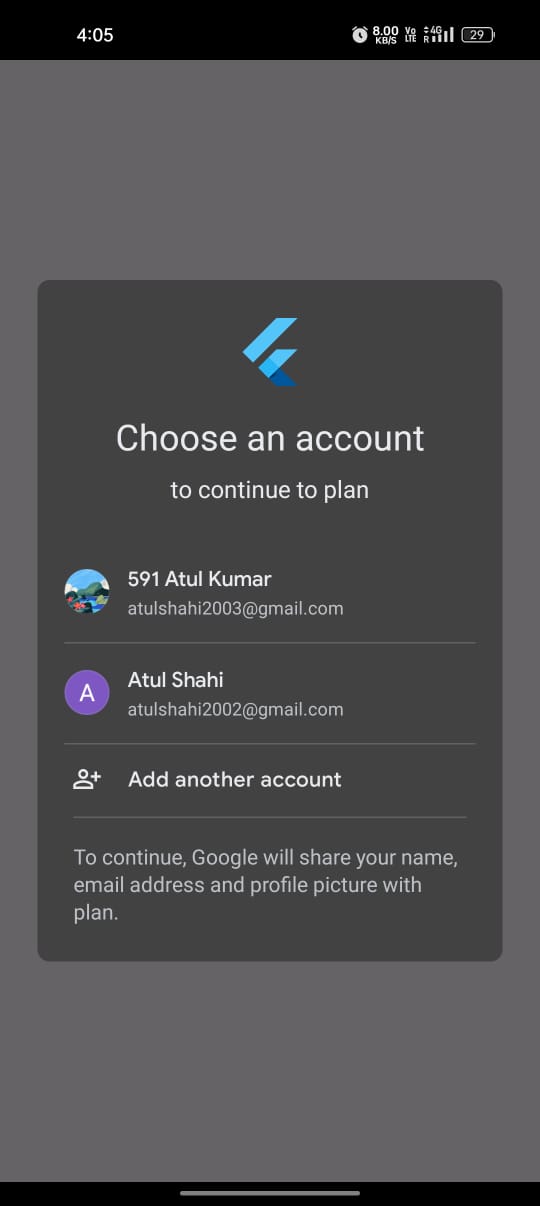 4:05
8.00 KB/S Vo LTE 4G R 29
Choose an account
to continue to plan
591 Atul Kumar
atulshahi2003@gmail.com
A
Atul Shahi
atulshahi2002@gmail.com
Add another account
To continue, Google will share your name,
email address and profile picture with
plan.